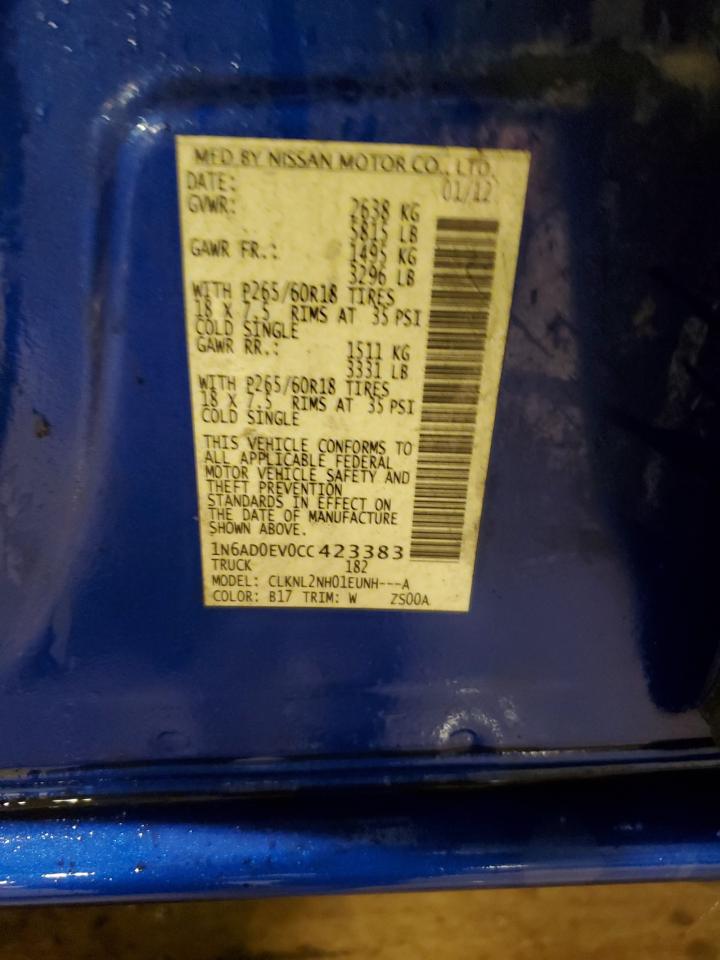 MFD.BY NISSAN MOTOR CO., LTD.
DATE: 01/12
GVWR: 2638 KG
5815 LB
GAWR FR.: 1495 KG
3296 LB
WITH P265/60R18 TIRES
18 X 7.5 RIMS AT 35 PSI
COLD SINGLE
GAWR RR.: 1511 KG
3331 LB
WITH P265/60R18 TIRES
18 X 7.5 RIMS AT 35 PSI
COLD SINGLE
THIS VEHICLE CONFORMS TO
ALL APPLICABLE FEDERAL
MOTOR VEHICLE SAFETY AND
THEFT PREVENTION
STANDARDS IN EFFECT ON
THE DATE OF MANUFACTURE
SHOWN ABOVE.
1N6AD0EV0CC423383
TRUCK 182
MODEL: CLKNL2NH01EUNH---A
COLOR: B17 TRIM: W ZS00A